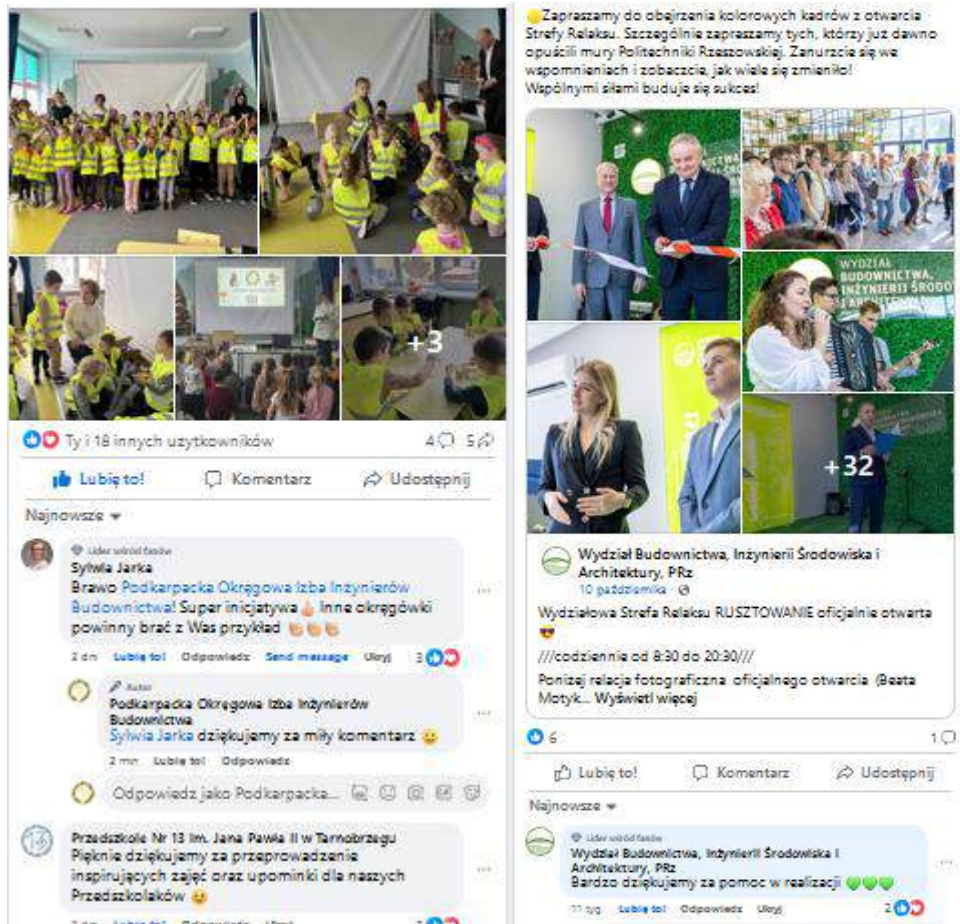 +3
Ty i 18 innych użytkowników
4 5
Lubię to! Komentarz Udostępnij
Najnowsze
Lider wśród fanów
Sylwia Jarka
Brawo Podkarpacka Okręgowa Izba Inżynierów
Budownictwa! Super inicjatywa Inne okręgówki
powinny brać z Was przykład
2 dn Lubię to! Odpowiedz Send message Ukryj 3
Autor
Podkarpacka Okręgowa Izba Inżynierów
Budownictwa
Sylwia Jarka dziękujemy za miły komentarz
2 min Lubię to! Odpowiedz
Odpowiedz jako Podkarpacka...
Przedszkole Nr 13 im. Jana Pawła II w Tarnobrzegu
Pięknie dziękujemy za przeprowadzenie
inspirujących zajęć oraz upominki dla naszych
Przedszkolaków
Zapraszamy do obejrzenia kolorowych kadrów z otwarcia
Strefy Relaksu. Szczególnie zapraszamy tych, którzy już dawno
opuścili mury Politechniki Rzeszowskiej. Zanurzcie się we
wspomnieniach i zobaczcie, jak wiele się zmieniło!
Wspólnymi siłami buduje się sukces!
WYDZIAŁ
BUDOWNICTWA,
INŻYNIERII ŚRODO
I ARCHITEK
+32
Wydział Budownictwa, Inżynierii Środowiska i
Architektury, PRz
10 października
Wydziałowa Strefa Relaksu RUSZTOWANIE oficjalnie otwarta
///codziennie od 8:30 do 20:30///
Poniżej relacja fotograficzna oficjalnego otwarcia (Beata
Motyk... Wyświetl więcej
6 1
Lubię to! Komentarz Udostępnij
Najnowsze
Lider wśród fanów
Wydział Budownictwa, Inżynierii Środowiska i
Architektury, PRz
Bardzo dziękujemy za pomoc w realizacji
11 tyg Lubię to! Odpowiedz Ukryj 2